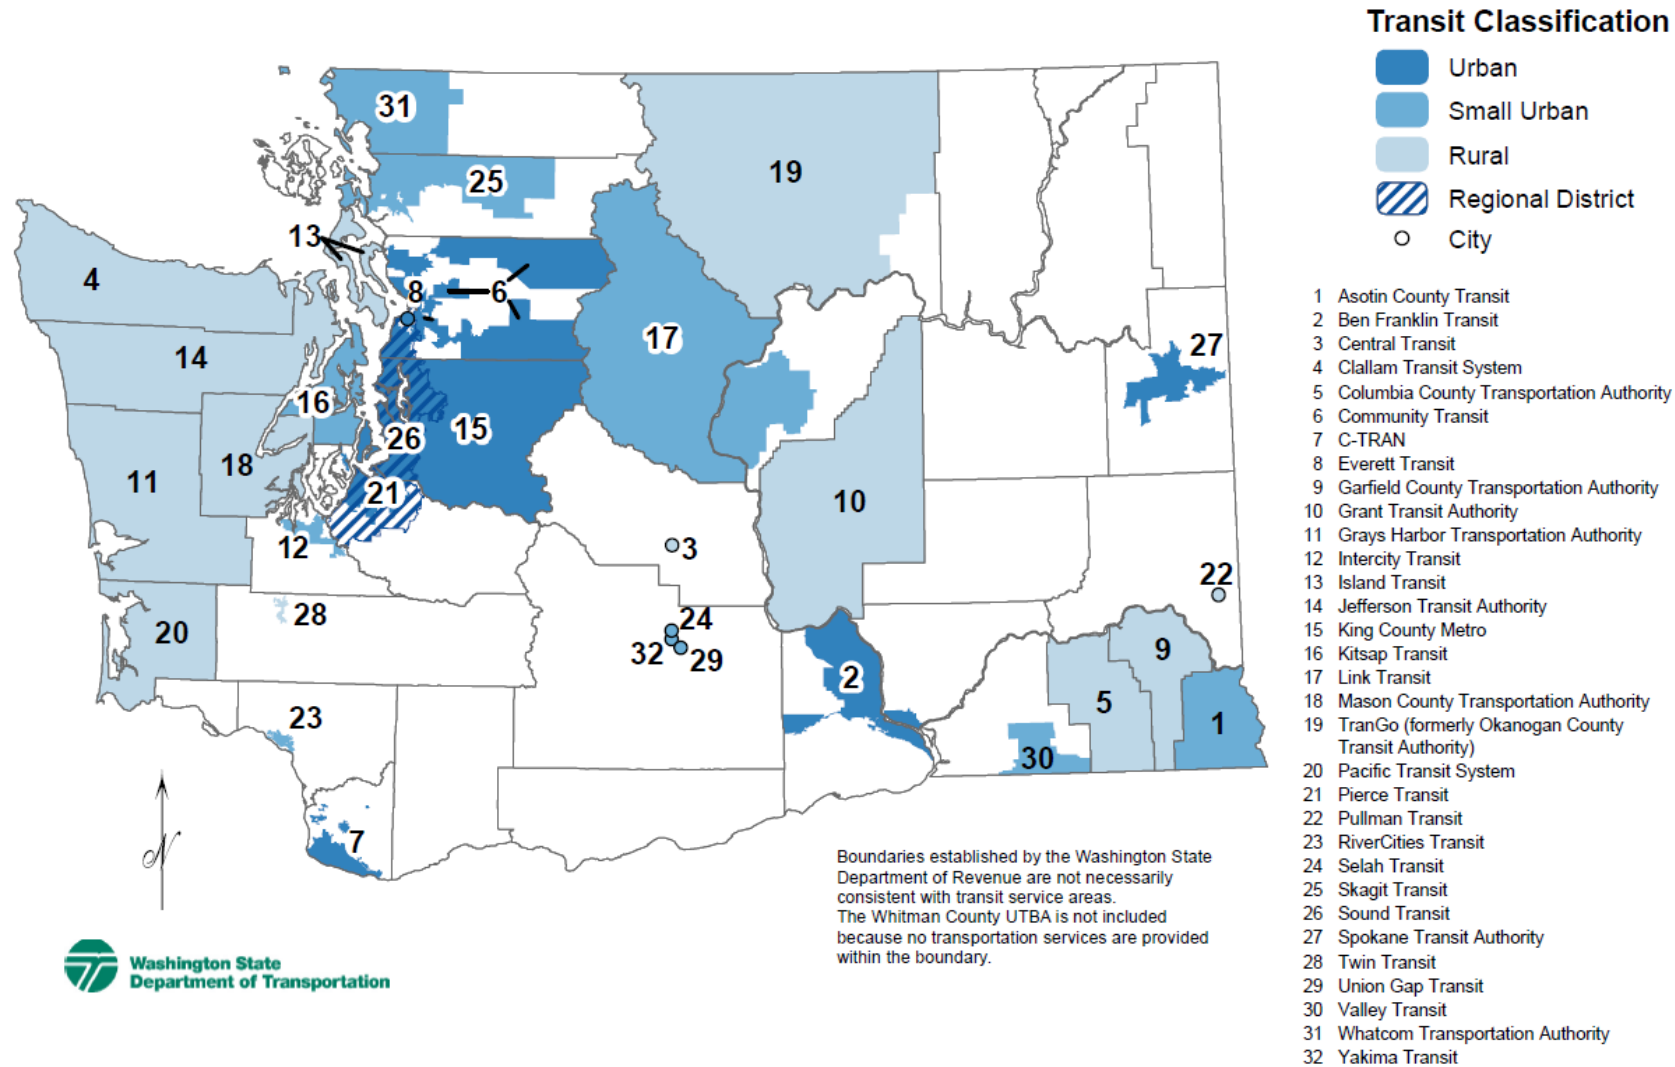 Transit Classification
Urban
Small Urban
Rural
Regional District
City
31
19
25
13
4
8
6
17
27
14
16
26
15
18
11
21
10
12
3
22
28
24
20
32
29
9
2
5
23
1
30
7
N
1 Asotin County Transit
2 Ben Franklin Transit
3 Central Transit
4 Clallam Transit System
5 Columbia County Transportation Authority
6 Community Transit
7 C-TRAN
8 Everett Transit
9 Garfield County Transportation Authority
10 Grant Transit Authority
11 Grays Harbor Transportation Authority
12 Intercity Transit
13 Island Transit
14 Jefferson Transit Authority
15 King County Metro
16 Kitsap Transit
17 Link Transit
18 Mason County Transportation Authority
19 TranGo (formerly Okanogan County
Transit Authority)
20 Pacific Transit System
21 Pierce Transit
22 Pullman Transit
23 RiverCities Transit
24 Selah Transit
25 Skagit Transit
26 Sound Transit
27 Spokane Transit Authority
28 Twin Transit
29 Union Gap Transit
30 Valley Transit
31 Whatcom Transportation Authority
32 Yakima Transit
Boundaries established by the Washington State
Department of Revenue are not necessarily
consistent with transit service areas.
The Whitman County UTBA is not included
because no transportation services are provided
within the boundary.
Washington State
Department of Transportation